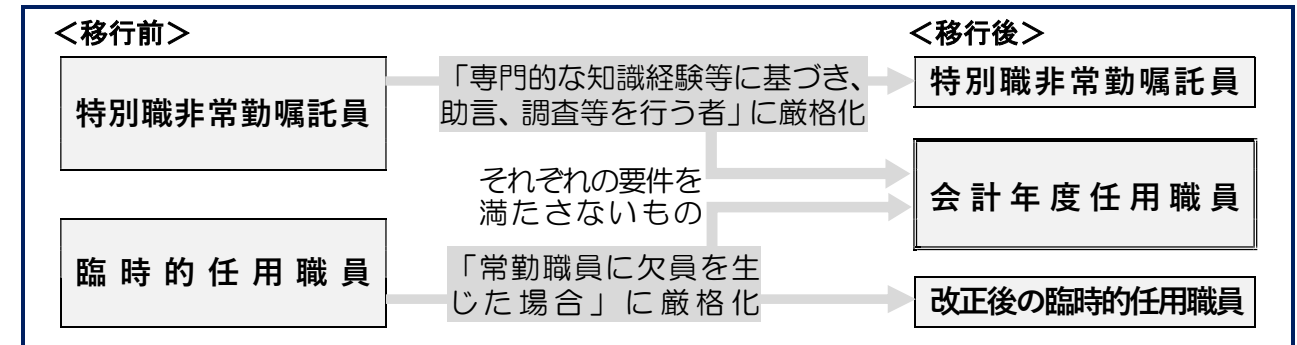 ＜移行前＞
特別職非常勤嘱託員
臨時的任用職員
「専門的な知識経験等に基づき、
助言、調査等を行う者」に厳格化
それぞれの要件を
満たさないもの
「常勤職員に欠員を生
じた場合」に厳格化
＜移行後＞
特別職非常勤嘱託員
会計年度任用職員
改正後の臨時的任用職員